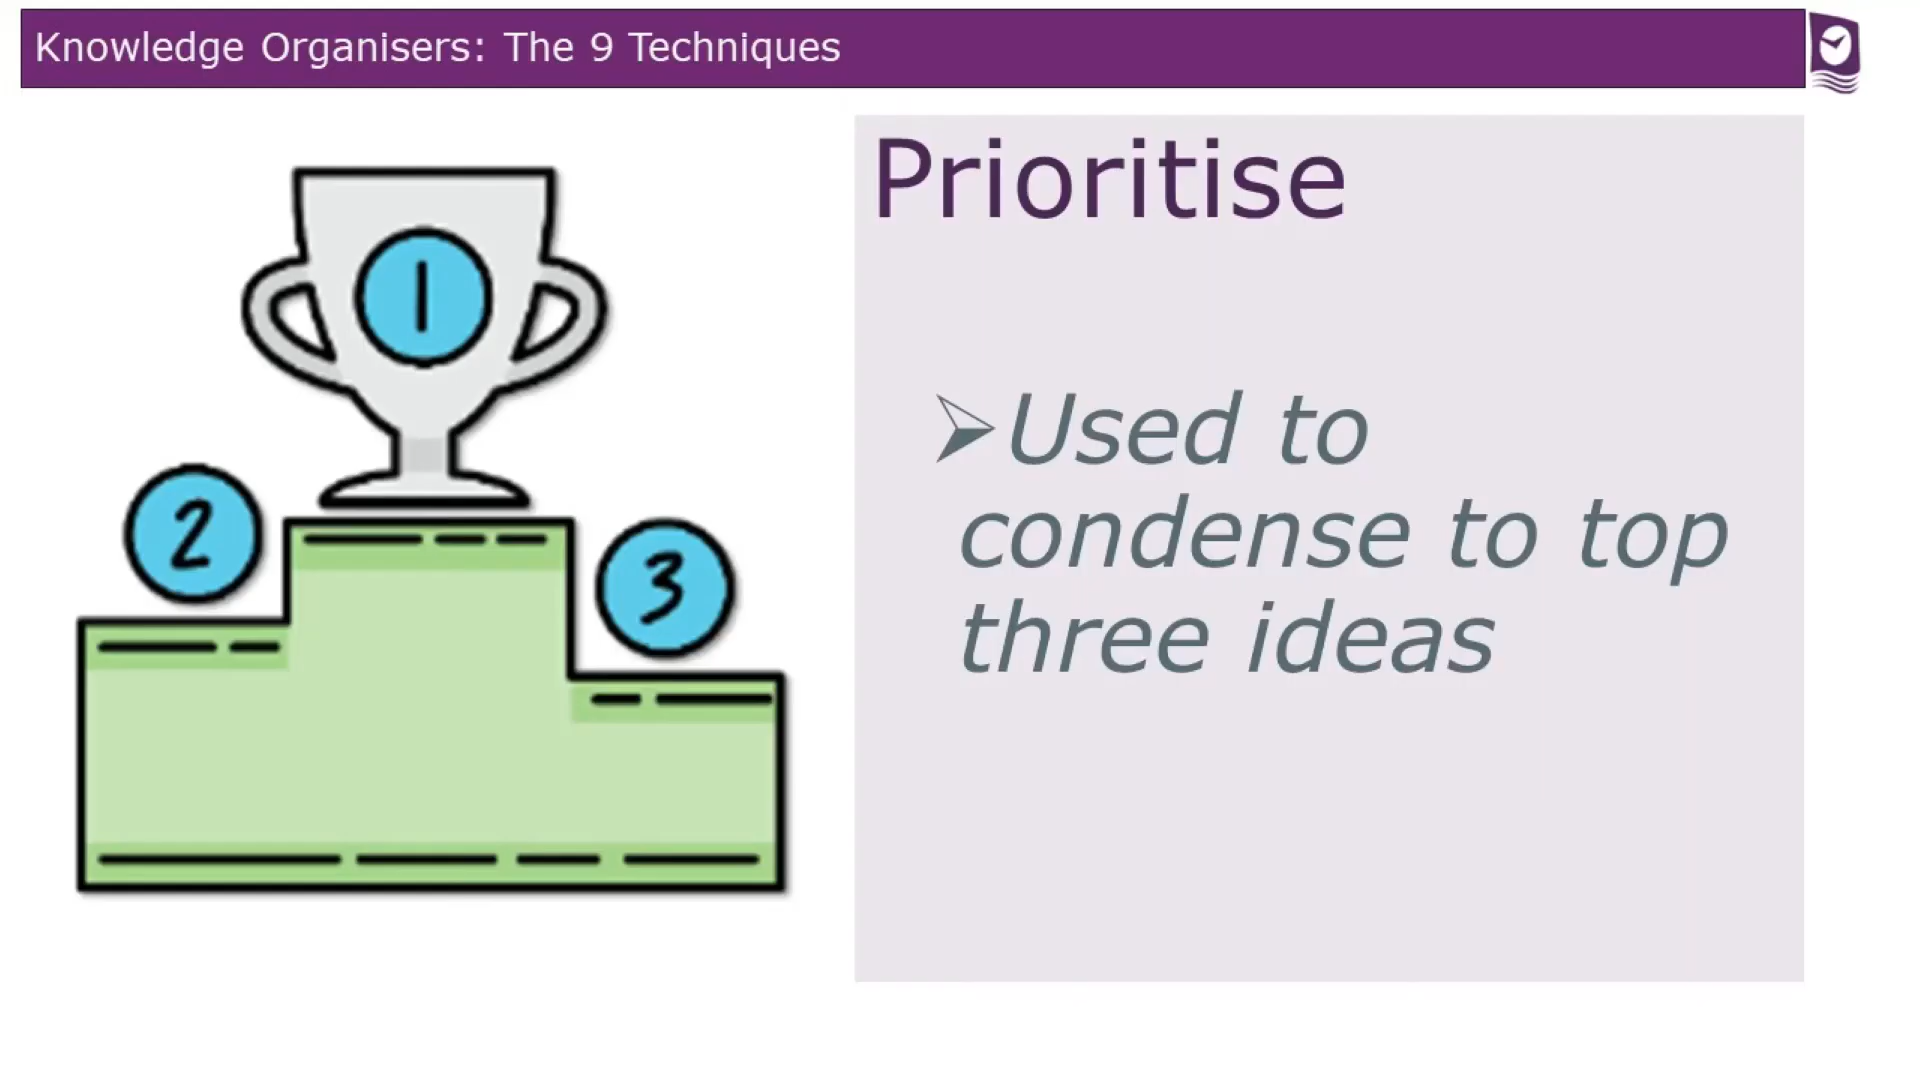 Knowledge Organisers: The 9 Techniques
Prioritise
1
2
3
➢Used to
condense to top
three ideas